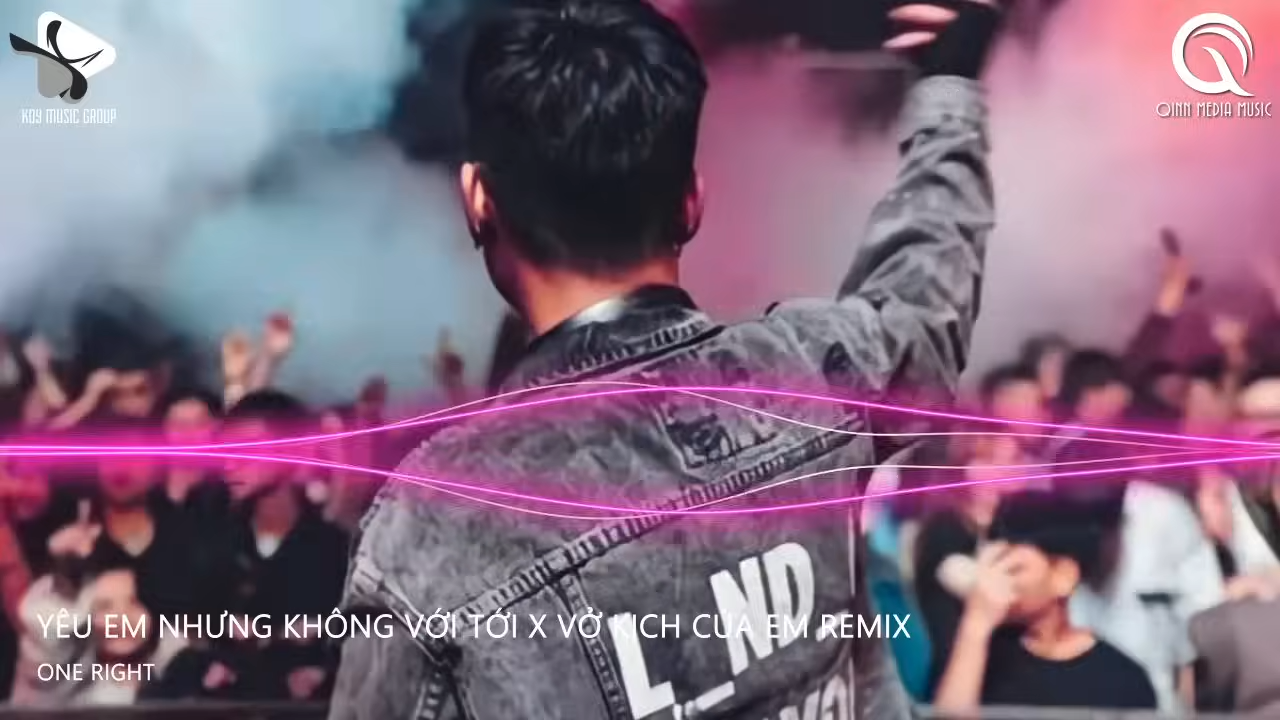 KOY MUSIC GROUP
QINN MEDIA MUSIC
L_ND
YÊU EM NHƯNG KHÔNG VỚI TỚI X VỞ KỊCH CỦA EM REMIX
ONE RIGHT